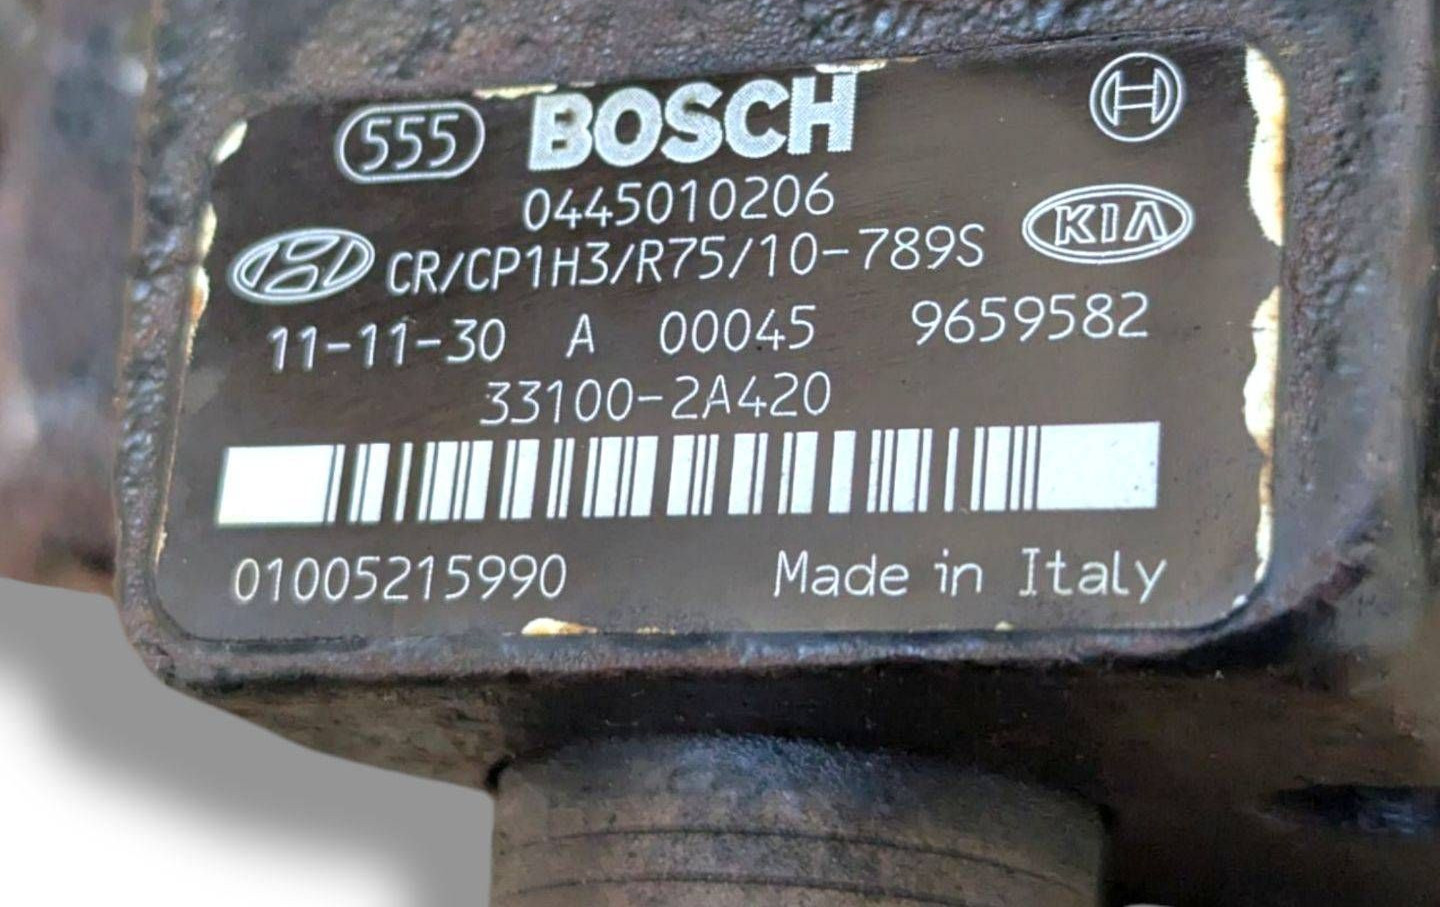 555 BOSCH
0445010206
CR/CP1H3/R75/10-789S KIA
11-11-30 A 00045 9659582
33100-2A420
01005215990 Made in Italy